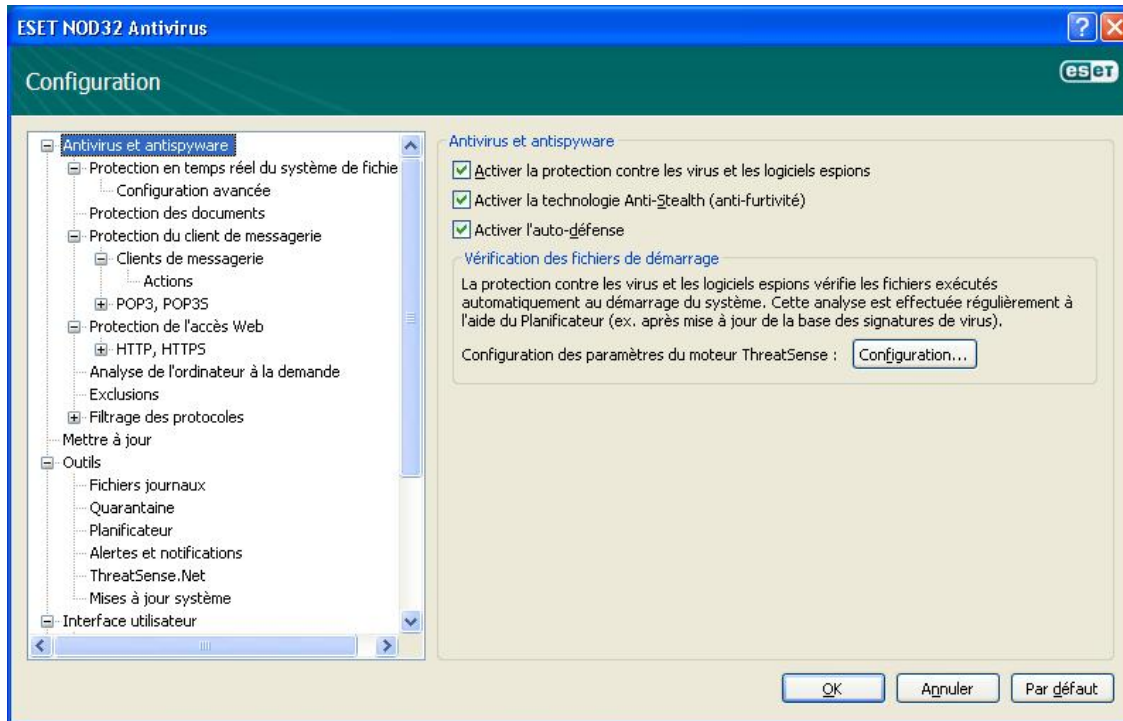 ESET NOD32 Antivirus
Configuration
eseT
Antivirus et antispyware
Protection en temps réel du système de fichie
Configuration avancée
Protection des documents
Protection du client de messagerie
Clients de messagerie
Actions
POP3, POP3S
Protection de l'accès Web
HTTP, HTTPS
Analyse de l'ordinateur à la demande
Exclusions
Filtrage des protocoles
Mettre à jour
Outils
Fichiers journaux
Quarantaine
Planificateur
Alertes et notifications
ThreatSense.Net
Mises à jour système
Interface utilisateur
Antivirus et antispyware
Activer la protection contre les virus et les logiciels espions
Activer la technologie Anti-Stealth (anti-furtivité)
Activer l'auto-défense
Vérification des fichiers de démarrage
La protection contre les virus et les logiciels espions vérifie les fichiers exécutés
automatiquement au démarrage du système. Cette analyse est effectuée régulièrement à
l'aide du Planificateur (ex. après mise à jour de la base des signatures de virus).
Configuration des paramètres du moteur ThreatSense :
Configuration...
OK
Annuler
Par défaut